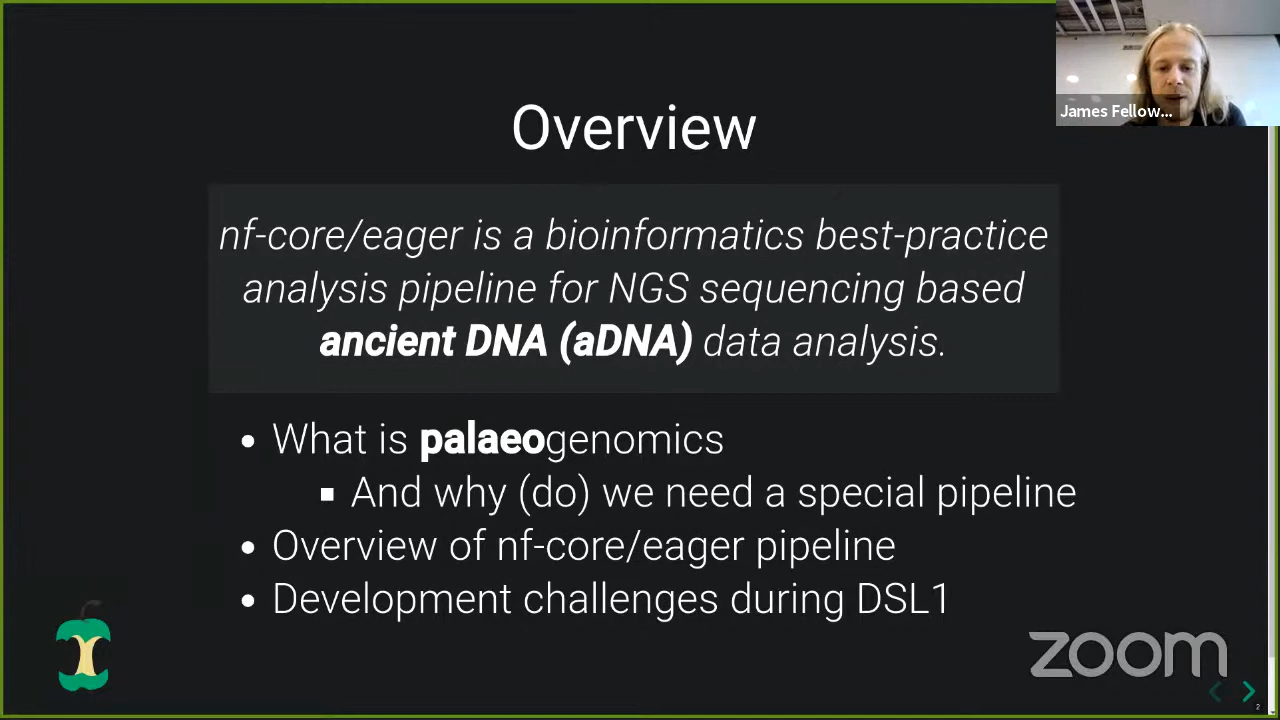 James Fellow...
Overview
nf-core/eager is a bioinformatics best-practice
analysis pipeline for NGS sequencing based
ancient DNA (aDNA) data analysis.
• What is palaeogenomics
▪ And why (do) we need a special pipeline
• Overview of nf-core/eager pipeline
• Development challenges during DSL1
zoom
2